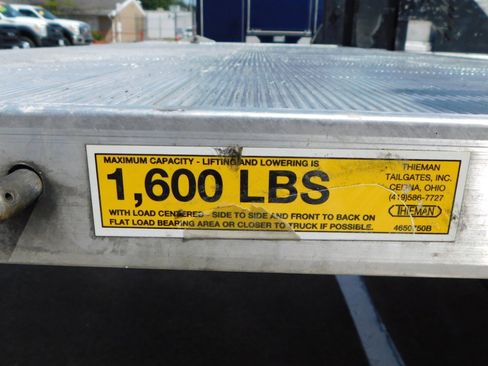 MAXIMUM CAPACITY - LIFTING AND LOWERING IS
1,600 LBS
WITH LOAD CENTERED - SIDE TO SIDE AND FRONT TO BACK ON
FLAT LOAD BEARING AREA OR CLOSER TO TRUCK IF POSSIBLE.
THIEMAN
TAILGATES, INC.
CELINA, OHIO
(419)586-7727
THIEMAN